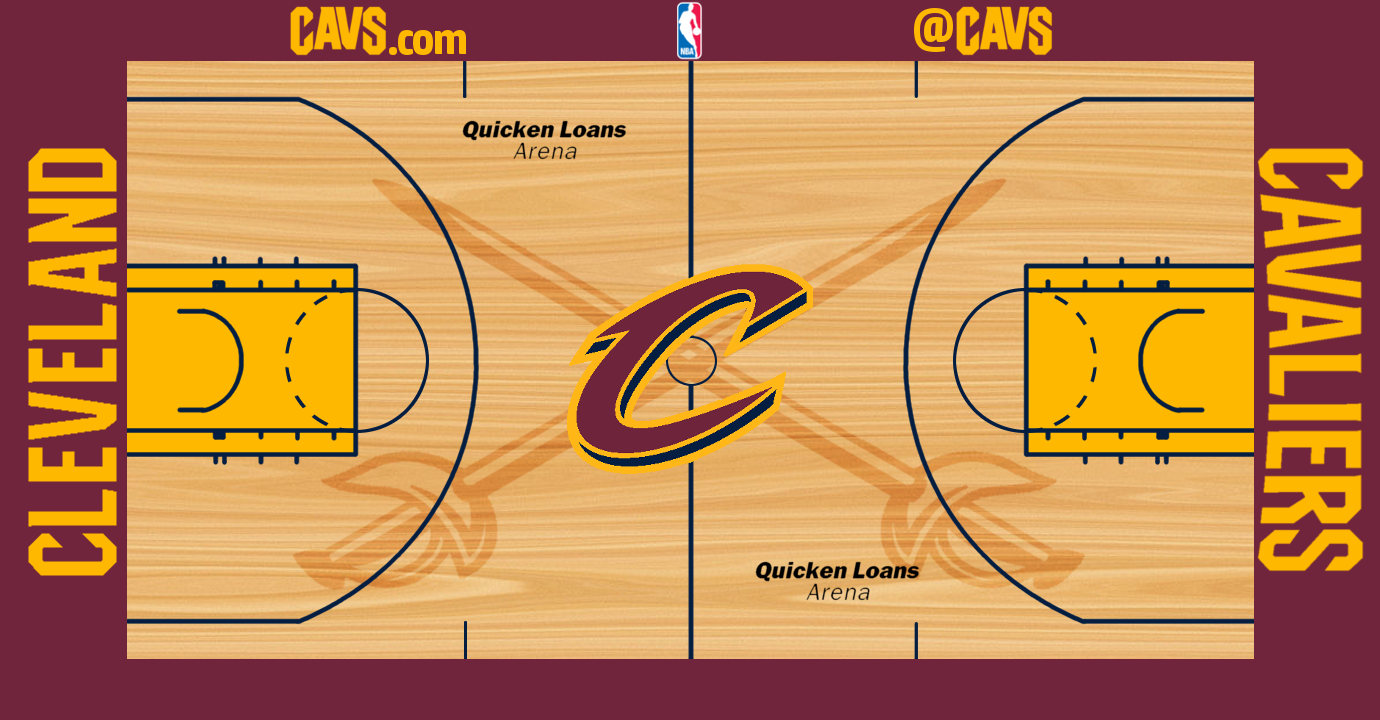 CAVS.com
NBA
@CAVS
Quicken Loans
Arena
CLEVELAND
C
CAVALIERS
Quicken Loans
Arena